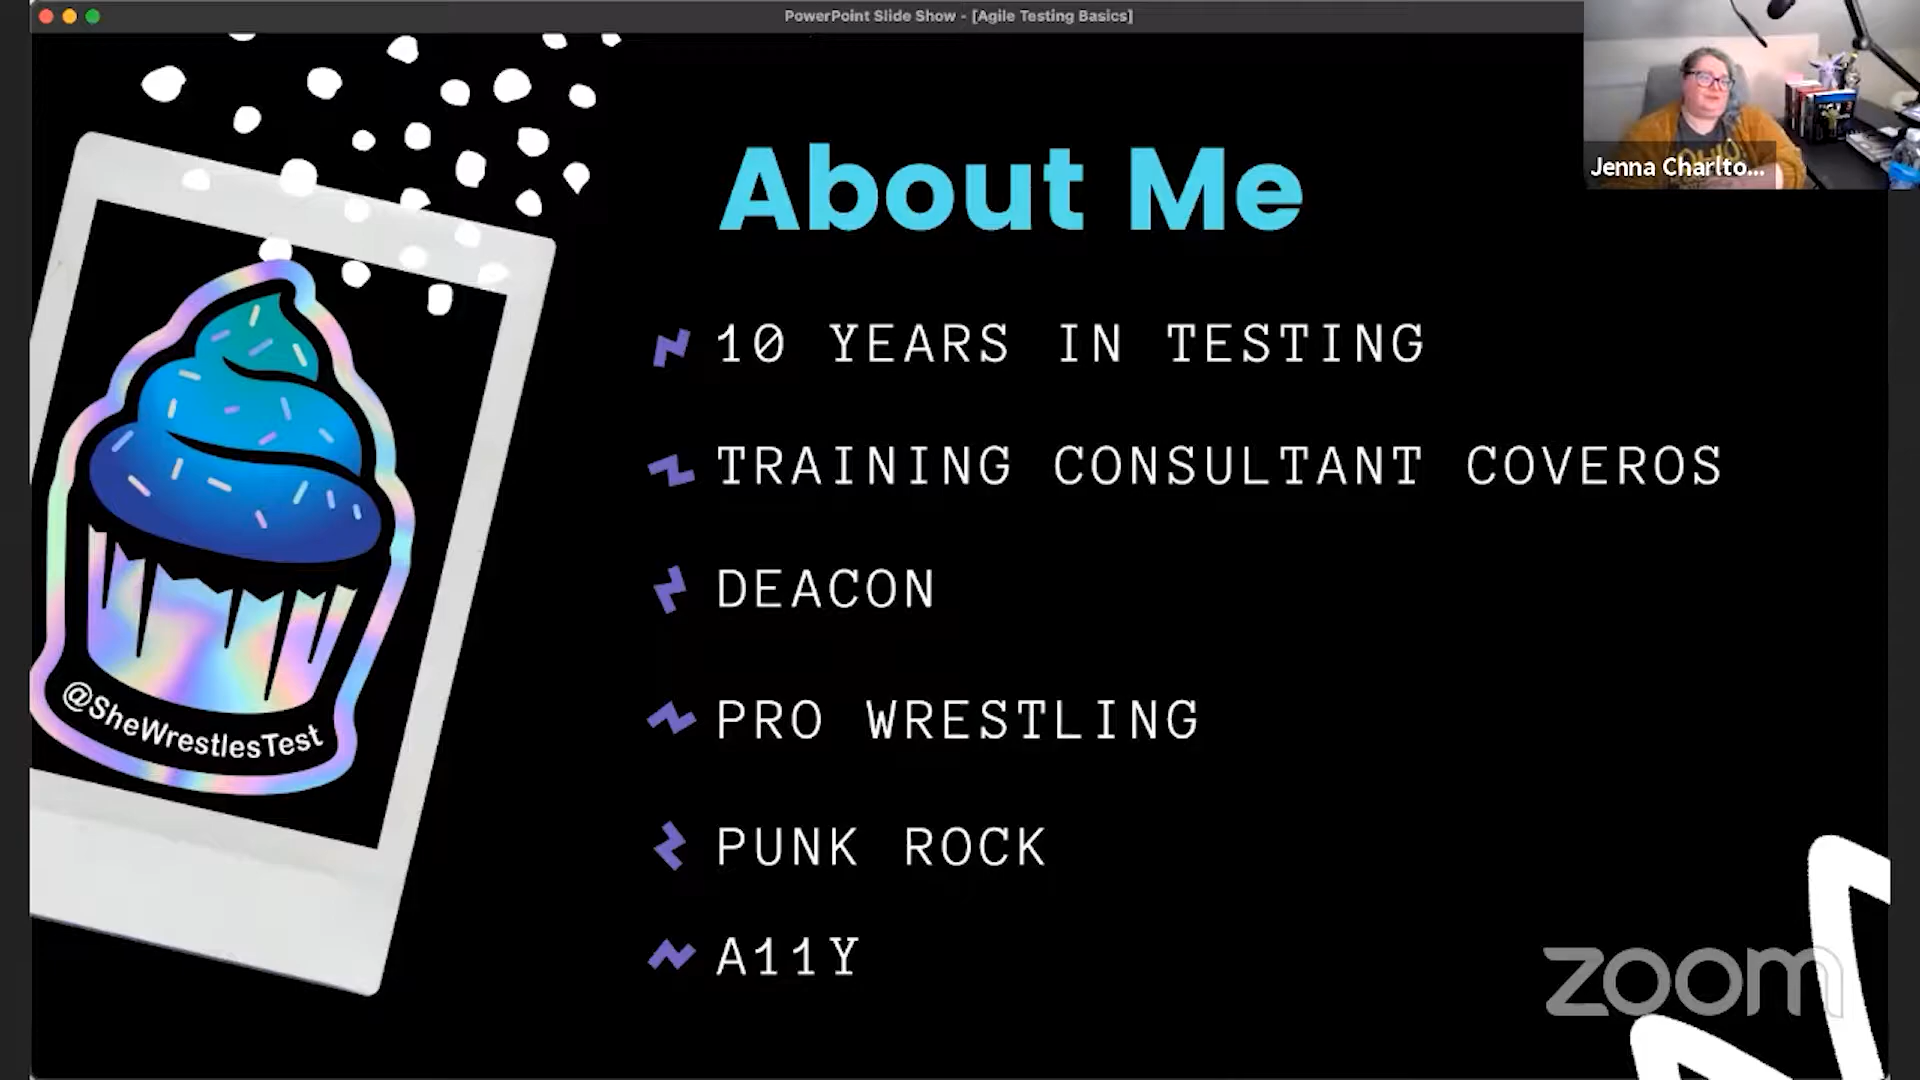 PowerPoint Slide Show - [Agile Testing Basics]
Jenna Charlto...
About Me
10 YEARS IN TESTING
TRAINING CONSULTANT COVEROS
DEACON
PRO WRESTLING
PUNK ROCK
A11Y
@SheWrestlesTest
zoom